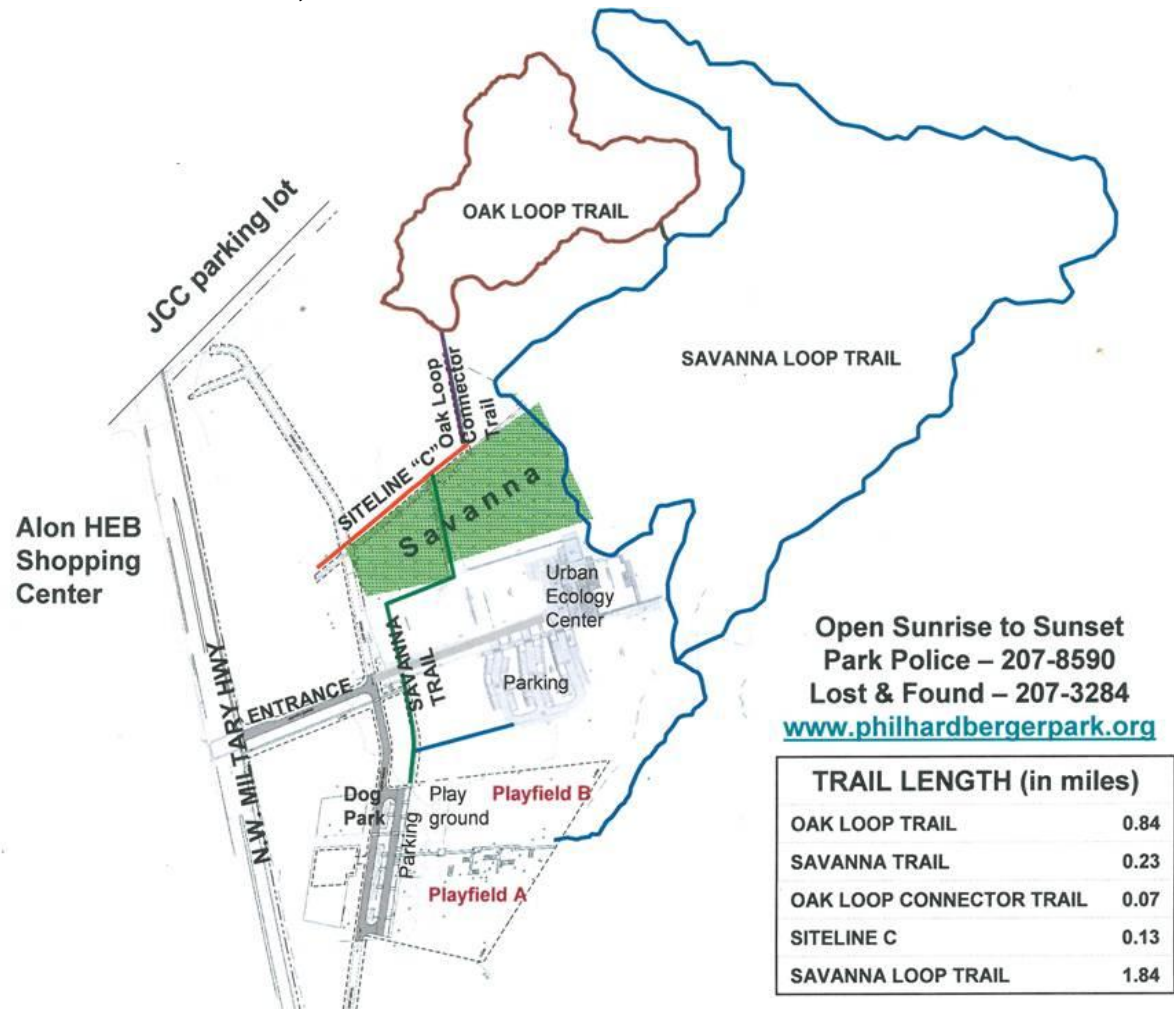 OAK LOOP TRAIL
JCC parking lot
SAVANNA LOOP TRAIL
Oak Loop
Connector
Trail
SITELINE "C"
Savanna
Alon HEB
Shopping
Center
Urban
Ecology
Center
SAVANNA
TRAIL
N.W. MILITARY HWY
ENTRANCE
Parking
Dog
Park
Parking
Play
ground
Playfield B
Playfield A
Open Sunrise to Sunset
Park Police – 207-8590
Lost & Found – 207-3284
www.philhardbergerpark.org
TRAIL LENGTH (in miles)
OAK LOOP TRAIL 0.84
SAVANNA TRAIL 0.23
OAK LOOP CONNECTOR TRAIL 0.07
SITELINE C 0.13
SAVANNA LOOP TRAIL 1.84